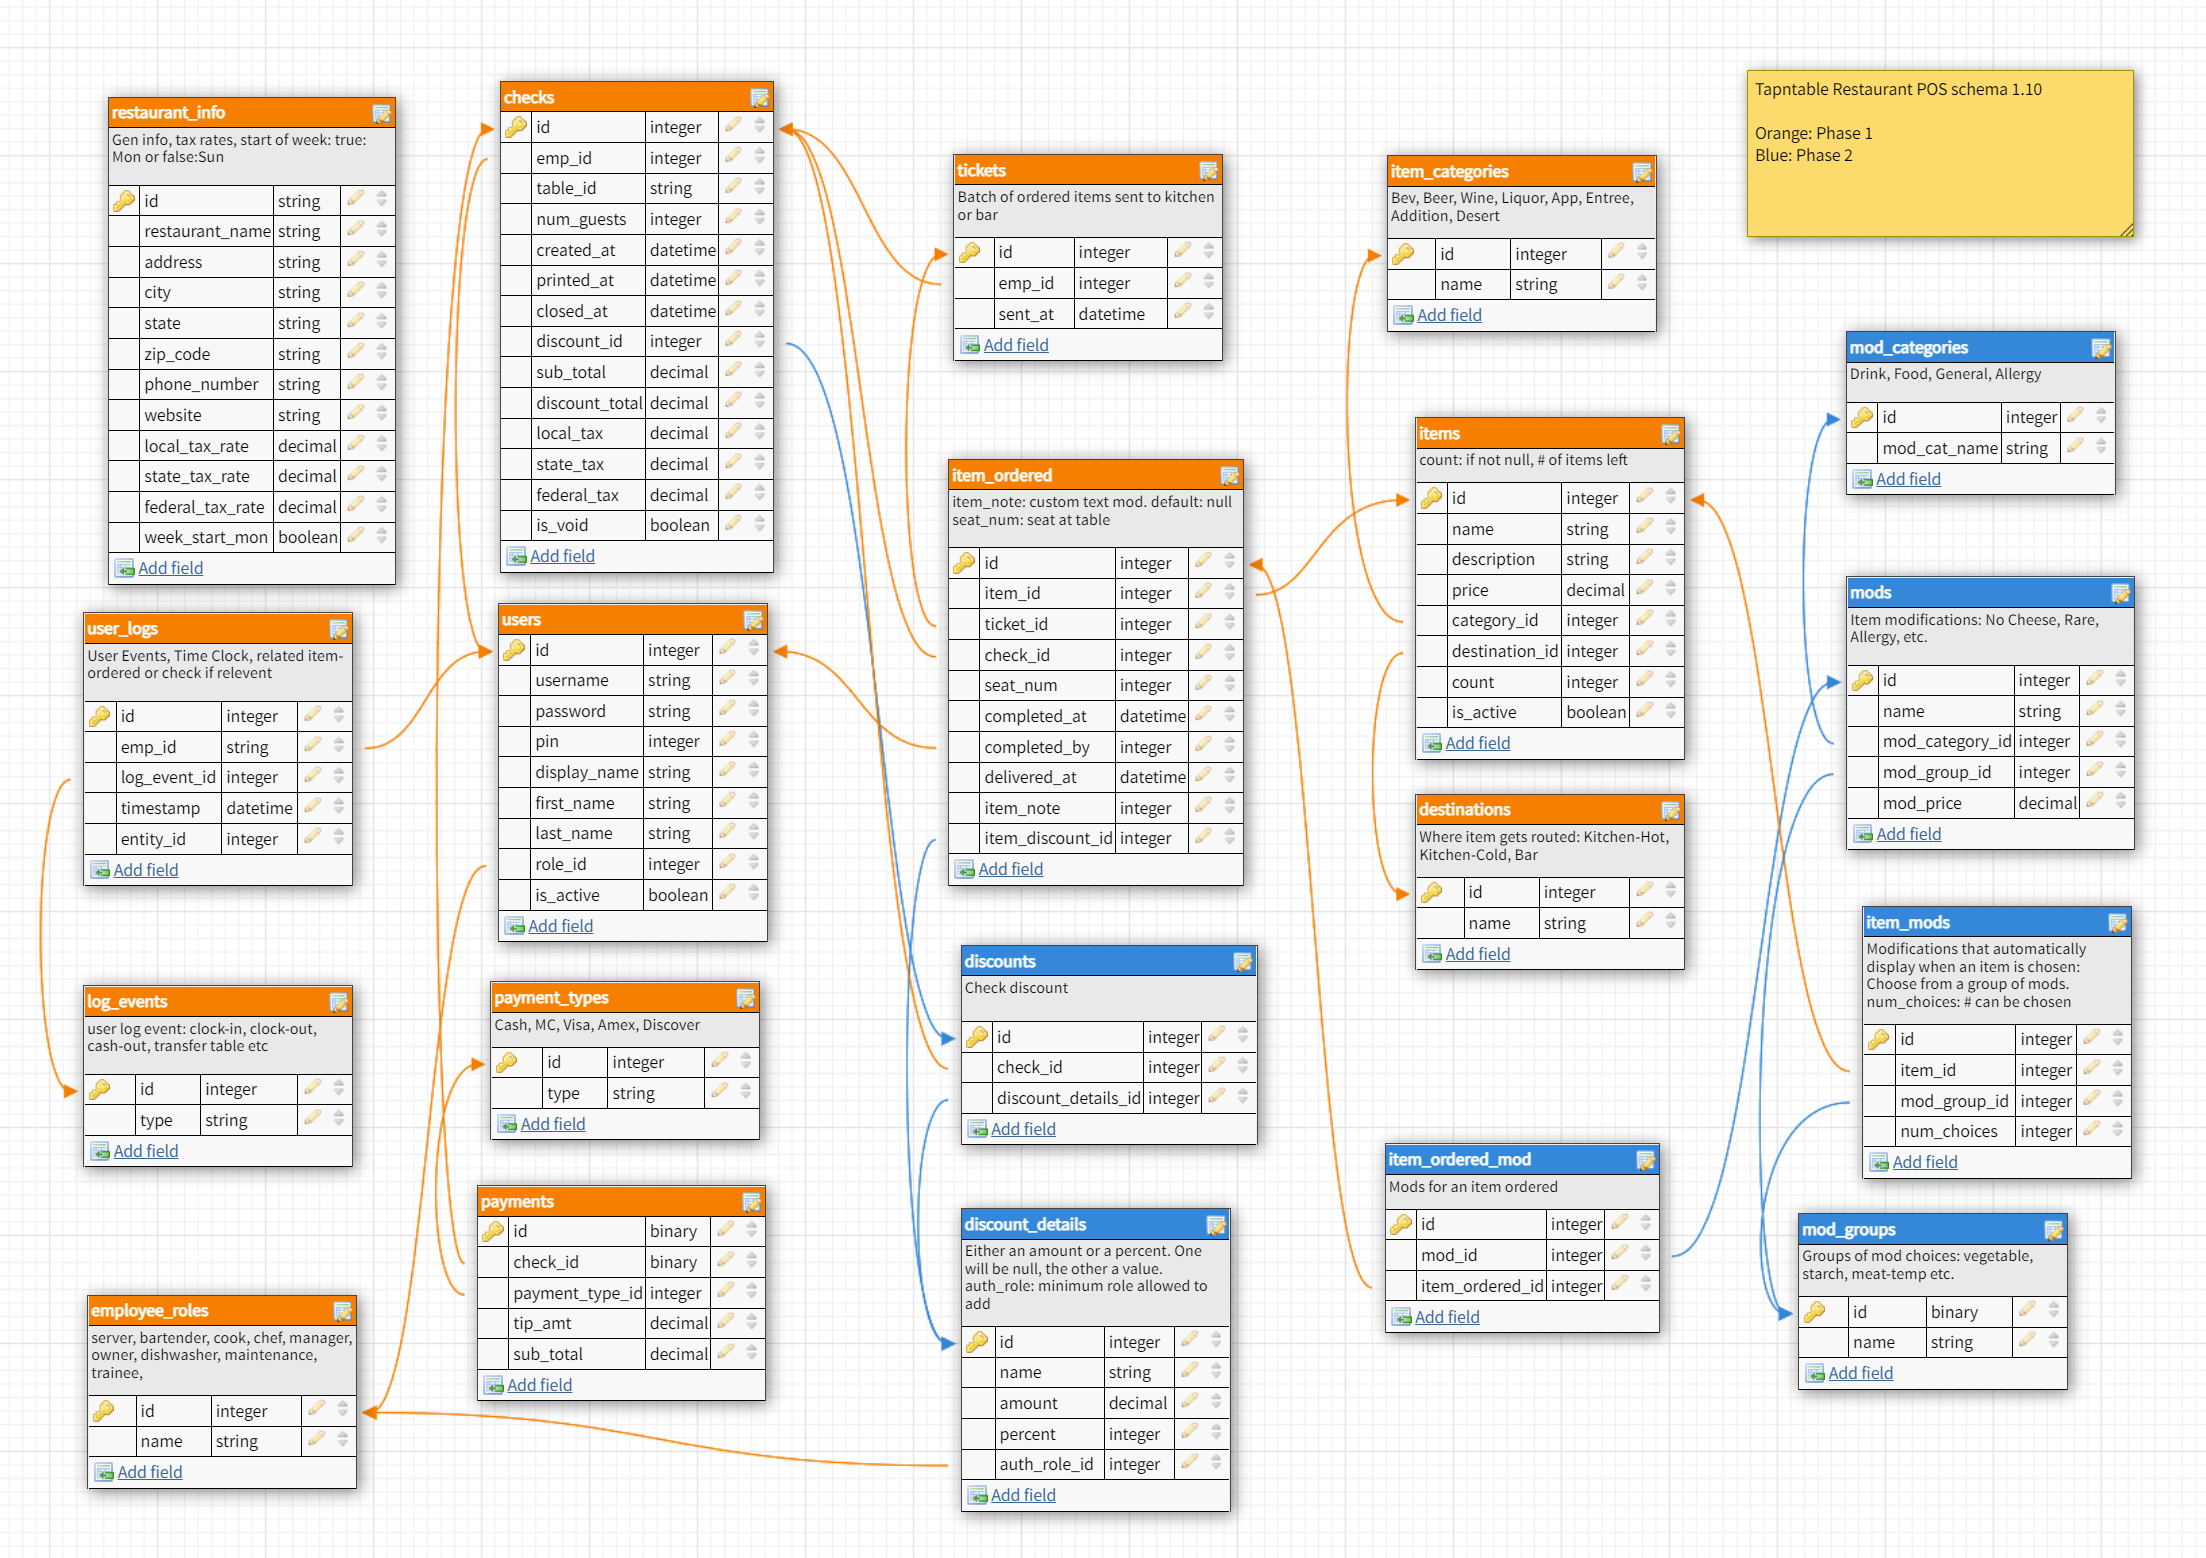 restaurant_info
Gen info, tax rates, start of week: true:
Mon or false:Sun
id string
restaurant_name string
address string
city string
state string
zip_code string
phone_number string
website string
local_tax_rate decimal
state_tax_rate decimal
federal_tax_rate decimal
week_start_mon boolean
Add field
user_logs
User Events, Time Clock, related item-
ordered or check if relevent
id integer
emp_id string
log_event_id integer
timestamp datetime
entity_id integer
Add field
log_events
user log event: clock-in, clock-out,
cash-out, transfer table etc
id integer
type string
Add field
employee_roles
server, bartender, cook, chef, manager,
owner, dishwasher, maintenance,
trainee,
id integer
name string
Add field
checks
id integer
emp_id integer
table_id string
num_guests integer
created_at datetime
printed_at datetime
closed_at datetime
discount_id integer
sub_total decimal
discount_total decimal
local_tax decimal
state_tax decimal
federal_tax decimal
is_void boolean
Add field
users
id integer
username string
password string
pin integer
display_name string
first_name string
last_name string
role_id integer
is_active boolean
Add field
payment_types
Cash, MC, Visa, Amex, Discover
id integer
type string
Add field
payments
id binary
check_id binary
payment_type_id integer
tip_amt decimal
sub_total decimal
Add field
tickets
Batch of ordered items sent to kitchen
or bar
id integer
emp_id integer
sent_at datetime
Add field
item_ordered
item_note: custom text mod. default: null
seat_num: seat at table
id integer
item_id integer
ticket_id integer
check_id integer
seat_num integer
completed_at datetime
completed_by integer
delivered_at datetime
item_note integer
item_discount_id integer
Add field
discounts
Check discount
id integer
check_id integer
discount_details_id integer
Add field
discount_details
Either an amount or a percent. One
will be null, the other a value.
auth_role: minimum role allowed to
add
id integer
name string
amount decimal
percent integer
auth_role_id integer
Add field
item_categories
Bev, Beer, Wine, Liquor, App, Entree,
Addition, Desert
id integer
name string
Add field
items
count: if not null, # of items left
id integer
name string
description string
price decimal
category_id integer
destination_id integer
count integer
is_active boolean
Add field
destinations
Where item gets routed: Kitchen-Hot,
Kitchen-Cold, Bar
id integer
name string
Add field
item_ordered_mod
Mods for an item ordered
id integer
mod_id integer
item_ordered_id integer
Add field
Tapntable Restaurant POS schema 1.10
Orange: Phase 1
Blue: Phase 2
mod_categories
Drink, Food, General, Allergy
id integer
mod_cat_name string
Add field
mods
Item modifications: No Cheese, Rare,
Allergy, etc.
id integer
name string
mod_category_id integer
mod_group_id integer
mod_price decimal
Add field
item_mods
Modifications that automatically
display when an item is chosen:
Choose from a group of mods.
num_choices: # can be chosen
id integer
item_id integer
mod_group_id integer
num_choices integer
Add field
mod_groups
Groups of mod choices: vegetable,
starch, meat-temp etc.
id binary
name string
Add field